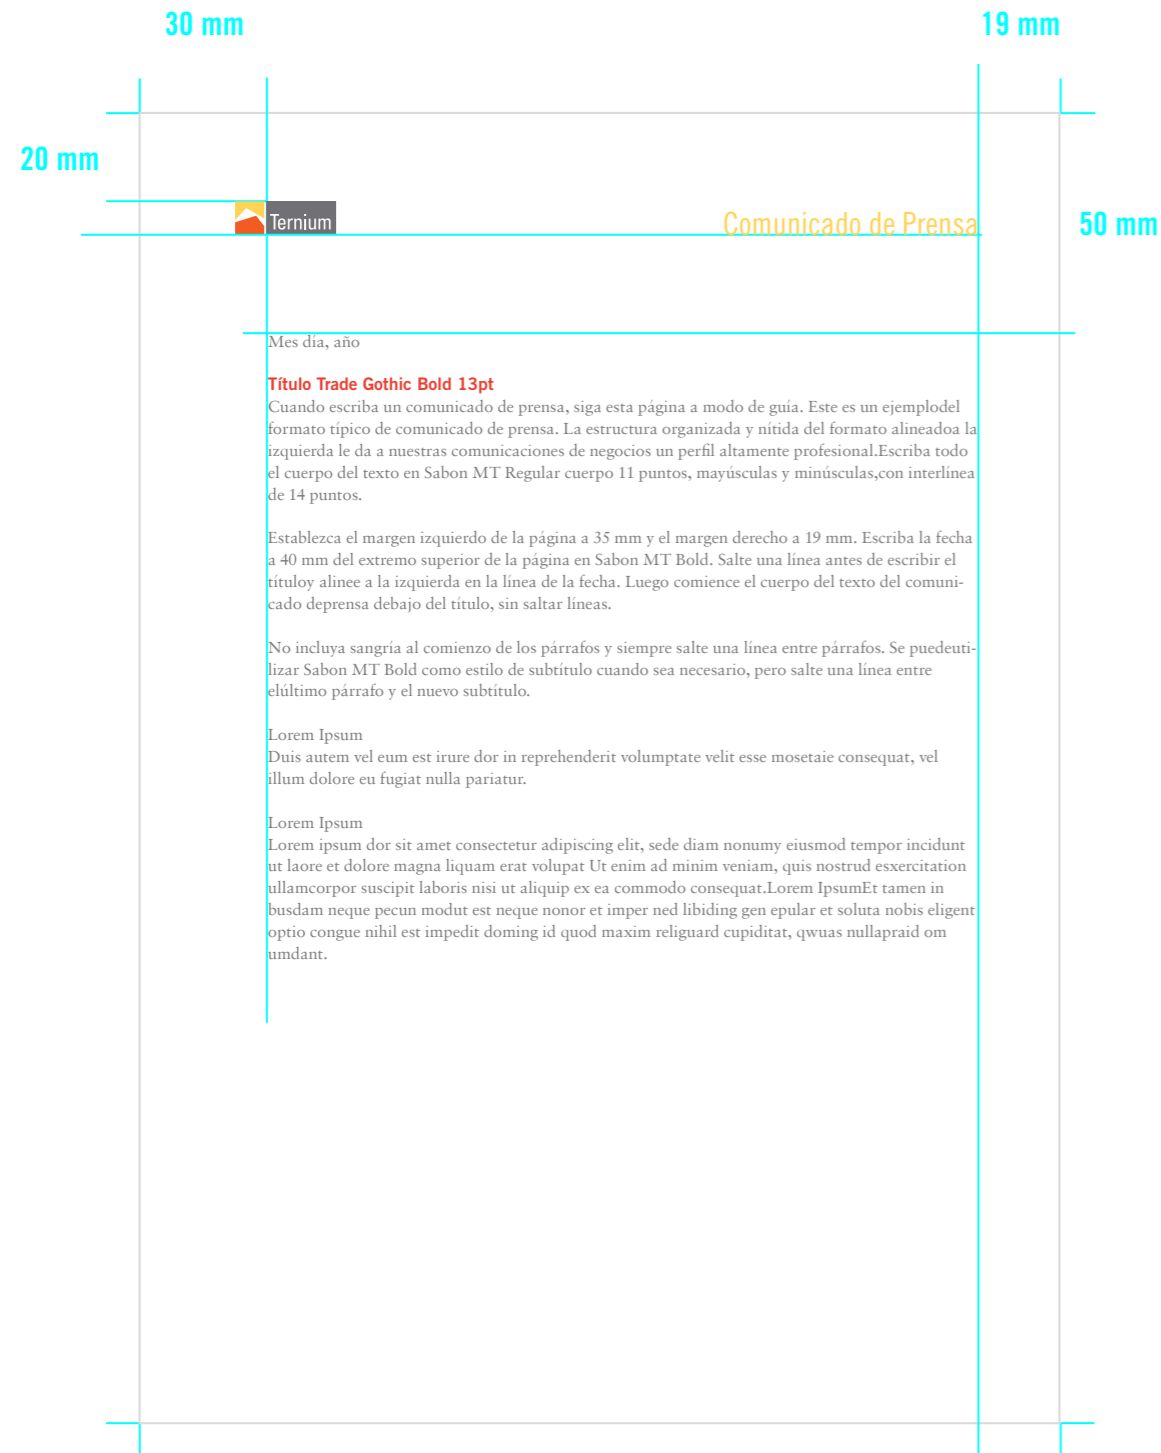 30 mm
19 mm
20 mm
Ternium
Comunicado de Prensa
50 mm
Mes día, año
Título Trade Gothic Bold 13pt
Cuando escriba un comunicado de prensa, siga esta página a modo de guía. Este es un ejemplodel
formato típico de comunicado de prensa. La estructura organizada y nítida del formato alineadoa la
izquierda le da a nuestras comunicaciones de negocios un perfil altamente profesional.Escriba todo
el cuerpo del texto en Sabon MT Regular cuerpo 11 puntos, mayúsculas y minúsculas,con interlínea
de 14 puntos.
Establezca el margen izquierdo de la página a 35 mm y el margen derecho a 19 mm. Escriba la fecha
a 40 mm del extremo superior de la página en Sabon MT Bold. Salte una línea antes de escribir el
títuloy alinee a la izquierda en la línea de la fecha. Luego comience el cuerpo del texto del comuni-
cado deprensa debajo del título, sin saltar líneas.
No incluya sangría al comienzo de los párrafos y siempre salte una línea entre párrafos. Se puedeuti-
lizar Sabon MT Bold como estilo de subtítulo cuando sea necesario, pero salte una línea entre
elúltimo párrafo y el nuevo subtítulo.
Lorem Ipsum
Duis autem vel eum est irure dor in reprehenderit volumptate velit esse mosetaie consequat, vel
illum dolore eu fugiat nulla pariatur.
Lorem Ipsum
Lorem ipsum dor sit amet consectetur adipiscing elit, sede diam nonumy eiusmod tempor incidunt
ut laore et dolore magna liquam erat volupat Ut enim ad minim veniam, quis nostrud esxercitation
ullamcorpor suscipit laboris nisi ut aliquip ex ea commodo consequat.Lorem IpsumEt tamen in
busdam neque pecun modut est neque nonor et imper ned libiding gen epular et soluta nobis eligent
optio congue nihil est impedit doming id quod maxim religuard cupiditat, qwuas nullapraid om
umdant.